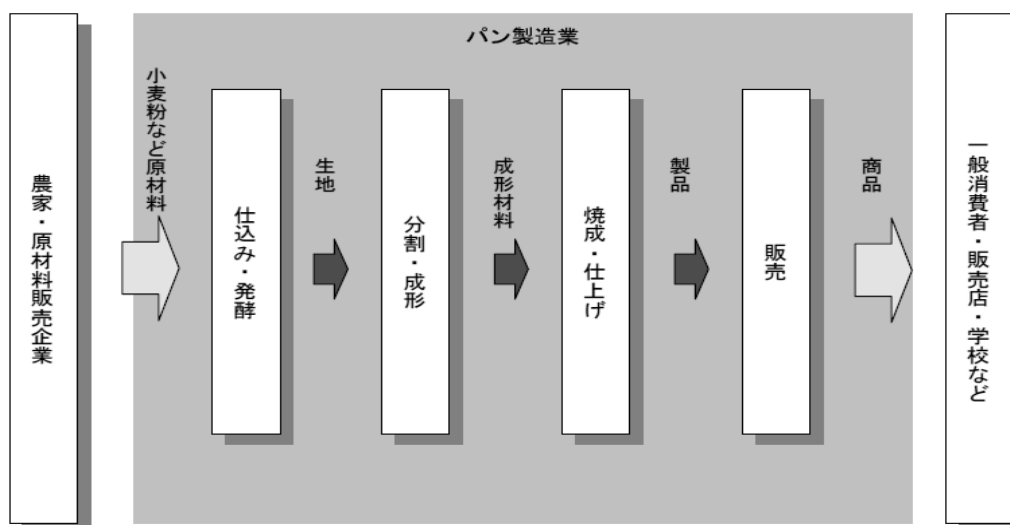 パン製造業
農家・原材料販売企業
小麦粉など原材料
仕込み・発酵
生地
分割・成形
成形材料
焼成・仕上げ
製品
販売
商品
一般消費者・販売店・学校など